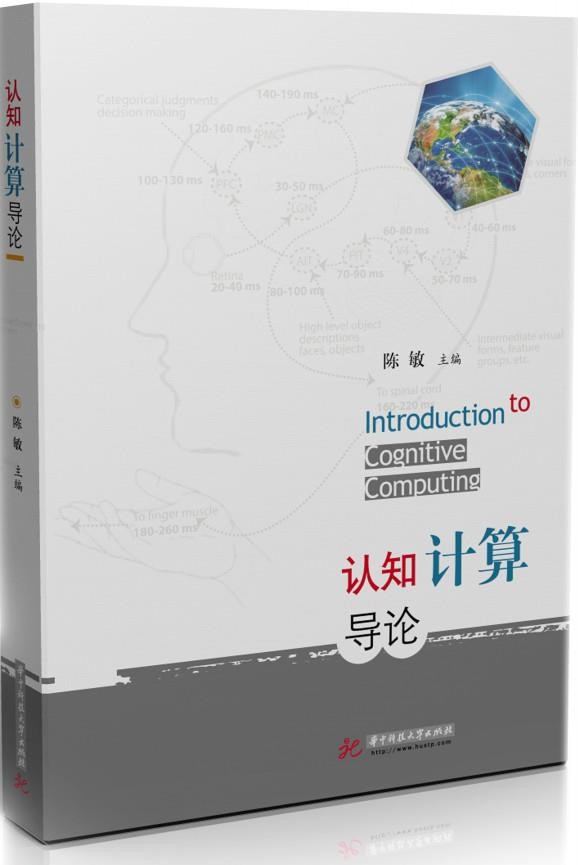 认知计算导论
陈敏 主编
华中科技大学出版社
Categorical judgments
decision making
140-190 ms
MC
120-160 ms
PMC
100-130 ms
PFC
30-50 ms
LGN
visual for
corners
40-60 ms
60-80 ms
V4
V2
PIT
AIT
70-90 ms
50-70 ms
Retina
20-40 ms
80-100 ms
High level object
descriptions
faces, objects
Intermediate visual
forms, feature
groups, etc.
陈敏 主编
To spinal cord
160-220 ms
Introduction to
Cognitive
Computing
To finger muscle
180-260 ms
认知计算
导论
华中科技大学出版社
http://www.hustp.com